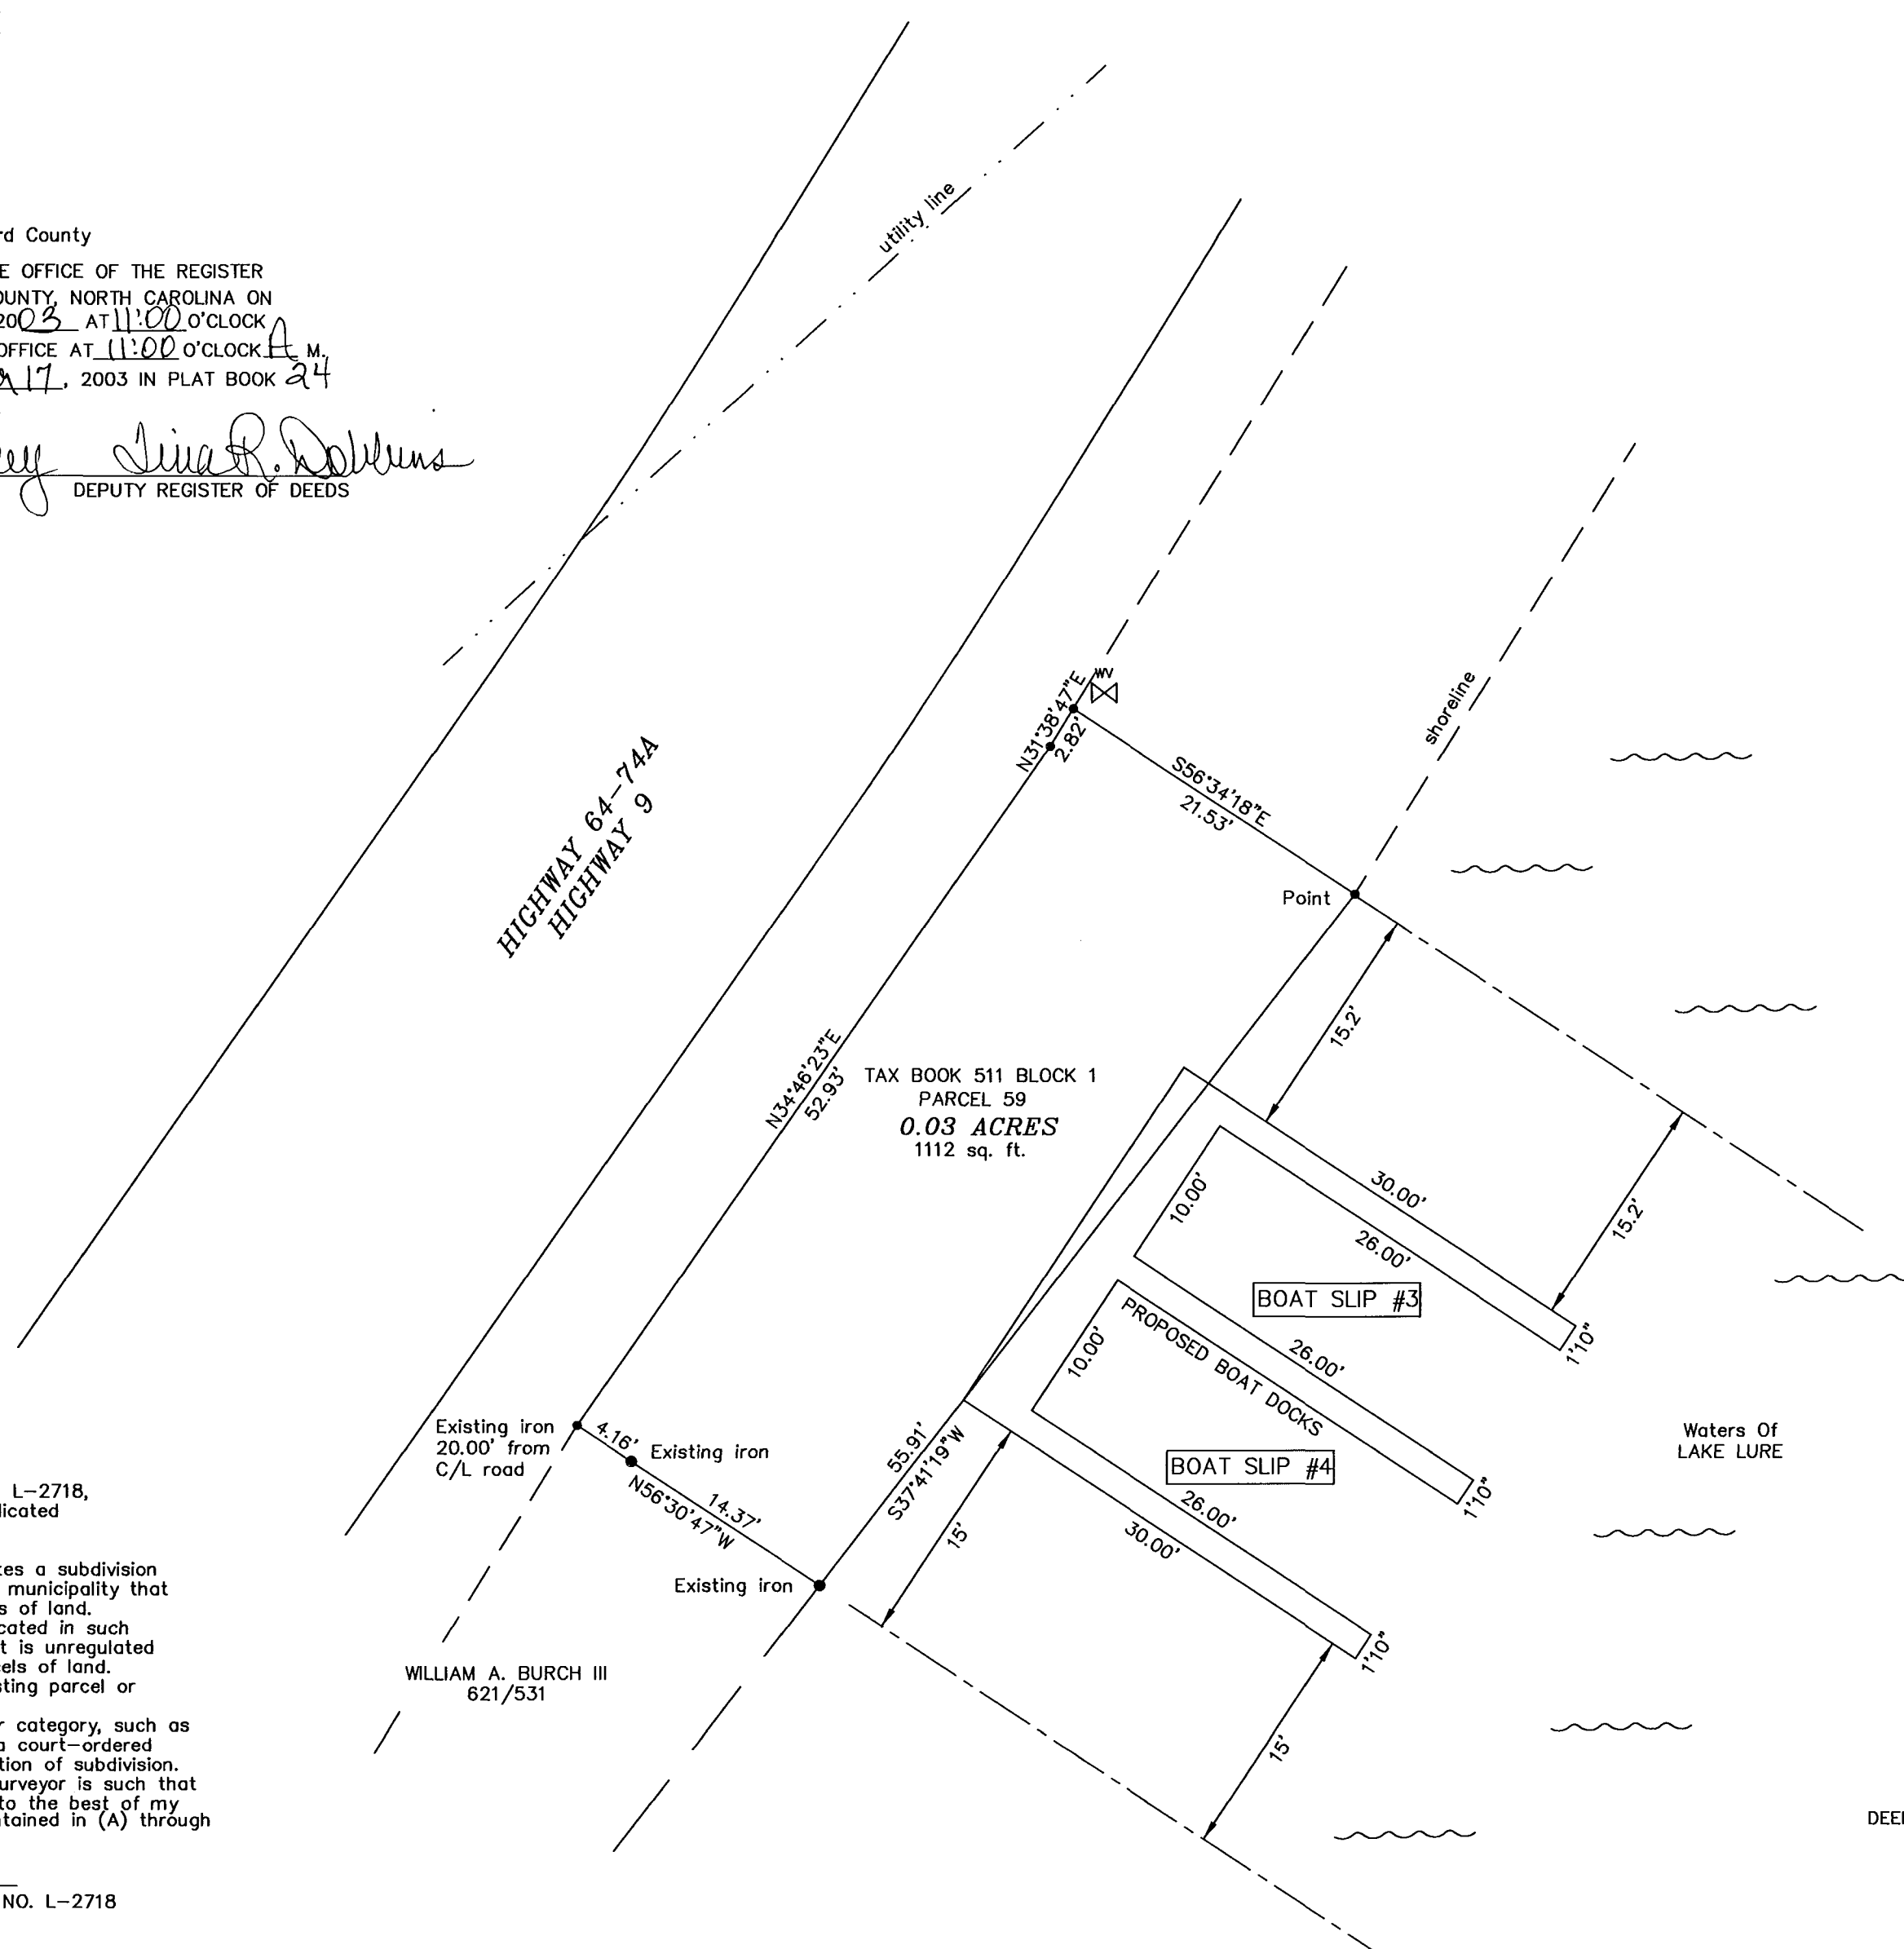 rd County
E OFFICE OF THE REGISTER
OUNTY, NORTH CAROLINA ON
2003 AT 11:00 O'CLOCK A
OFFICE AT 11:00 O'CLOCK A M.
17, 2003 IN PLAT BOOK 24
Tina R. Dobbins
DEPUTY REGISTER OF DEEDS
utility line
HIGHWAY 64-74A
HIGHWAY 9
WV
N31°38'47"E
2.82'
S56°34'18"E
21.53'
shoreline
Point
15.2'
15.2'
N34°46'23"E
52.93'
TAX BOOK 511 BLOCK 1
PARCEL 59
0.03 ACRES
1112 sq. ft.
30.00'
10.00'
26.00'
BOAT SLIP #3
1'10"
26.00'
PROPOSED BOAT DOCKS
10.00'
1'10"
BOAT SLIP #4
26.00'
30.00'
1'10"
55.91'
S37°41'19"W
15'
15'
Existing iron
20.00' from
C/L road
4.16'
Existing iron
14.37'
N56°30'47"W
Existing iron
WILLIAM A. BURCH III
621/531
Waters Of
LAKE LURE
L-2718,
licated
tes a subdivision
municipality that
s of land.
cated in such
t is unregulated
cels of land.
sting parcel or
r category, such as
a court-ordered
tion of subdivision.
urveyor is such that
to the best of my
tained in (A) through
NO. L-2718
DEE